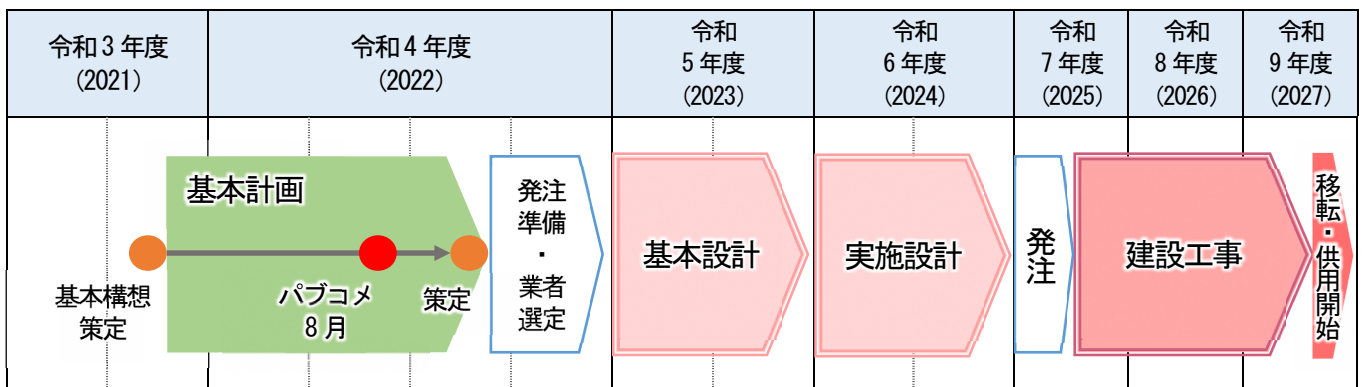 令和３年度
（2021）
令和４年度
（2022）
令和
５年度
（2023）
令和
６年度
（2024）
令和
７年度
（2025）
令和
８年度
（2026）
令和
９年度
（2027）
基本計画
基本構想
策定
パブコメ
８月
策定
発注
準備
・
業者
選定
基本設計
実施設計
発注
建設工事
移転・供用開始